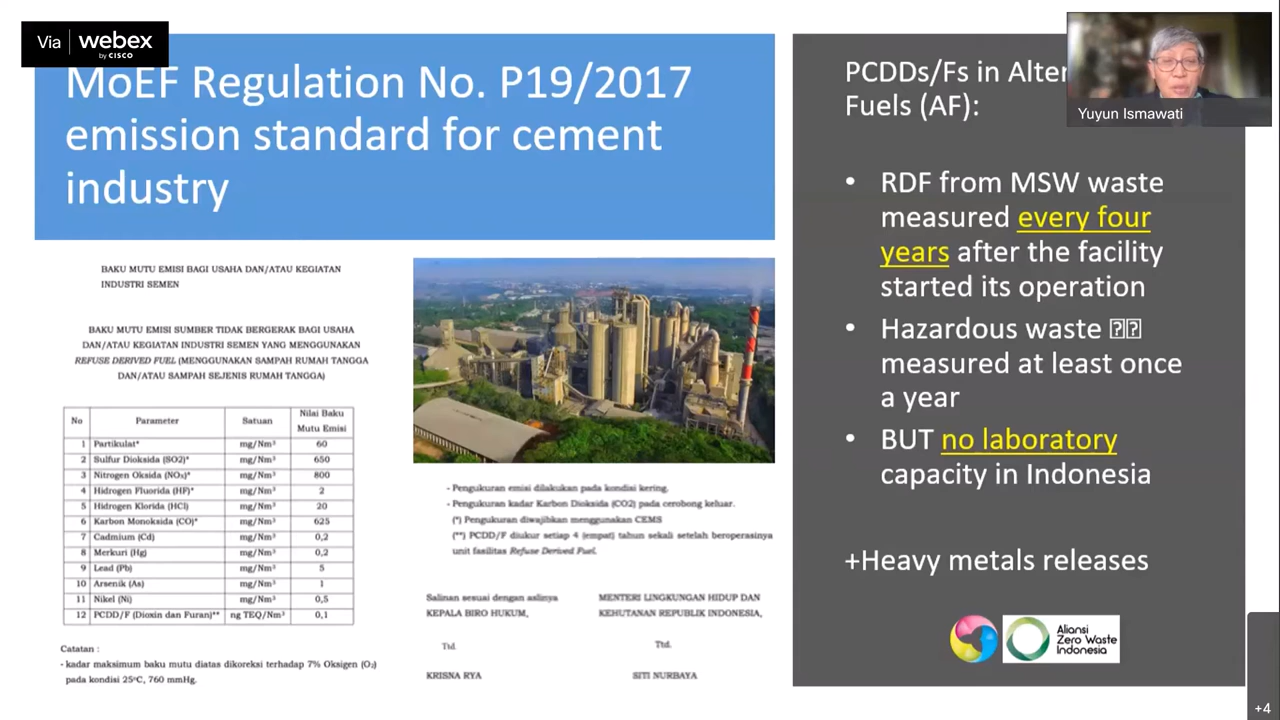 Via webex
by CISCO
MoEF Regulation No. P19/2017
emission standard for cement
industry
BAKU MUTU EMISI BAGI USAHA DAN/ATAU KEGIATAN
INDUSTRI SEMEN
BAKU MUTU EMISI SUMBER TIDAK BERGERAK BAGI USAHA
DAN/ATAU KEGIATAN INDUSTRI SEMEN YANG MENGGUNAKAN
REFUSE DERIVED FUEL (MENGGUNAKAN SAMPAH RUMAH TANGGA
DAN/ATAU SAMPAH SEJENIS RUMAH TANGGA)
No Parameter Satuan Nilai Baku
Mutu Emisi
1 Partikulat* mg/Nm³ 60
2 Sulfur Dioksida (SO2)* mg/Nm³ 650
3 Nitrogen Oksida (NOx)* mg/Nm³ 800
4 Hidrogen Fluorida (HF)* mg/Nm³ 2
5 Hidrogen Klorida (HCl) mg/Nm³ 20
6 Karbon Monoksida (CO)* mg/Nm³ 625
7 Cadmium (Cd) mg/Nm³ 0,2
8 Merkuri (Hg) mg/Nm³ 0,2
9 Lead (Pb) mg/Nm³ 5
10 Arsenik (As) mg/Nm³ 1
11 Nikel (Ni) mg/Nm³ 0,5
12 PCDD/F (Dioxin dan Furan)** ng TEQ/Nm³ 0,1
Catatan :
- kadar maksimum baku mutu diatas dikoreksi terhadap 7% Oksigen (O₂)
pada kondisi 25°C, 760 mmHg.
- Pengukuran emisi dilakukan pada kondisi kering.
- Pengukuran kadar Karbon Dioksida (CO2) pada cerobong keluar.
(*) Pengukuran diwajibkan menggunakan CEMS
(**) PCDD/F diukur setiap 4 (empat) tahun sekali setelah beroperasinya
unit fasilitas Refuse Derived Fuel.
Salinan sesuai dengan aslinya
KEPALA BIRO HUKUM,
Ttd.
KRISNA RYA
MENTERI LINGKUNGAN HIDUP DAN
KEHUTANAN REPUBLIK INDONESIA,
Ttd.
SITI NURBAYA
PCDDs/Fs in Alter
Fuels (AF):
• RDF from MSW waste
measured every four
years after the facility
started its operation
• Hazardous waste
measured at least once
a year
• BUT no laboratory
capacity in Indonesia
+Heavy metals releases
Aliansi
Zero Waste
Indonesia
Yuyun Ismawati
+4